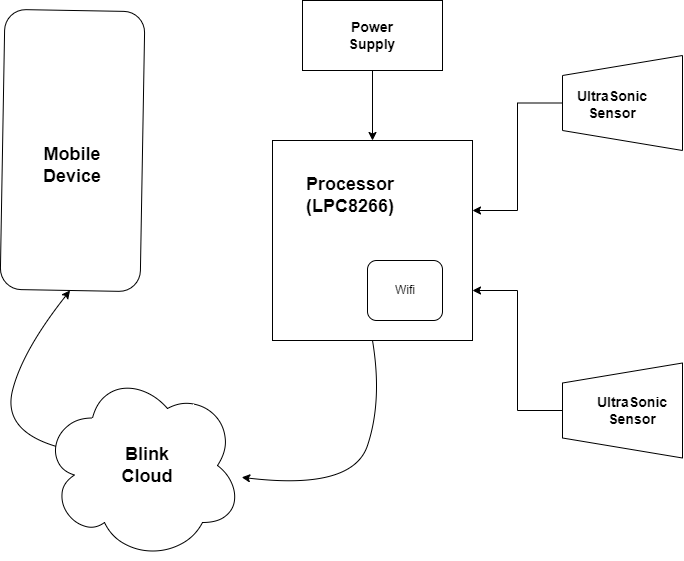 Power
Supply
UltraSonic
Sensor
Mobile
Device
Processor
(LPC8266)
Wifi
UltraSonic
Sensor
Blink
Cloud